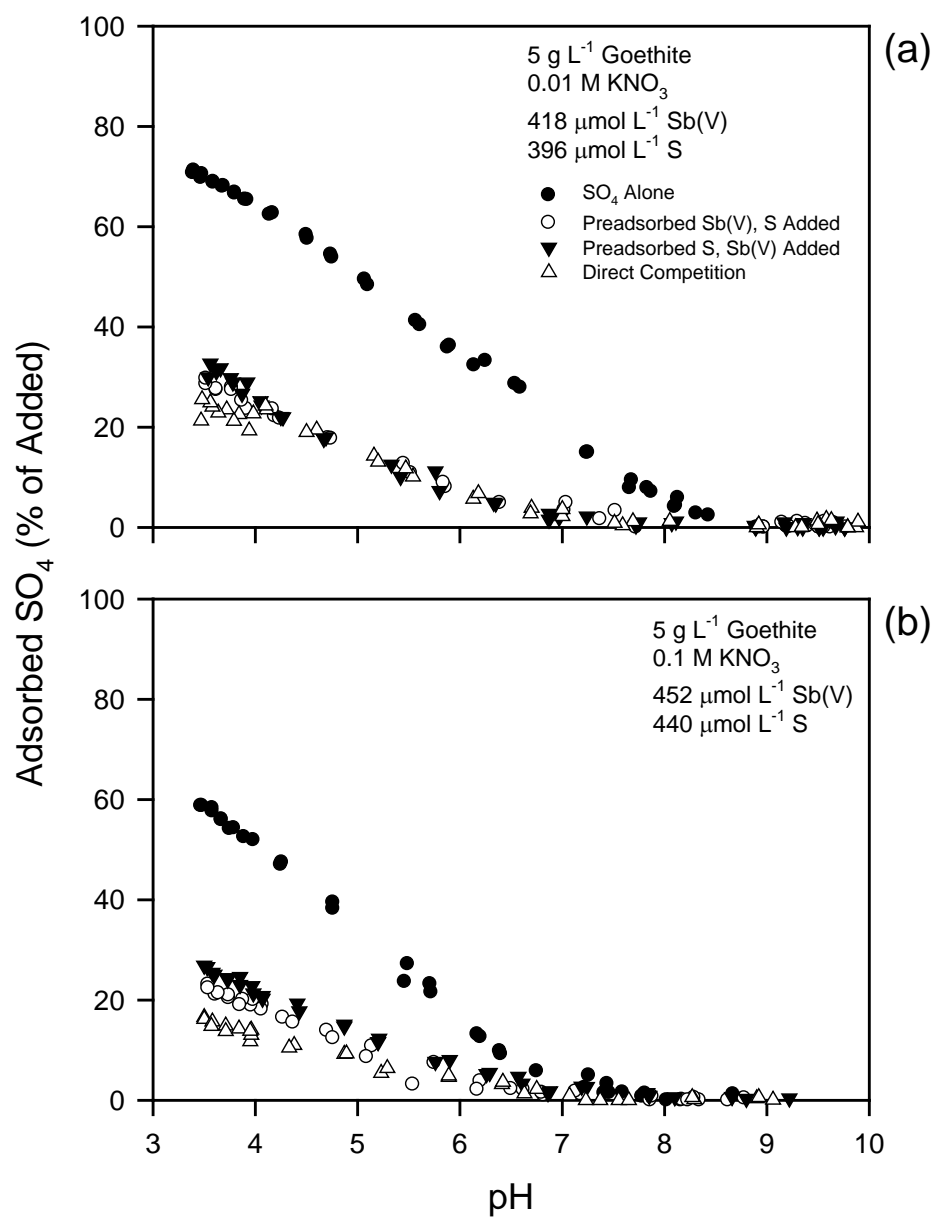 100
80
60
40
20
0
(a)
5 g L⁻¹ Goethite
0.01 M KNO₃
418 µmol L⁻¹ Sb(V)
396 µmol L⁻¹ S
SO₄ Alone
Preadsorbed Sb(V), S Added
Preadsorbed S, Sb(V) Added
Direct Competition
Adsorbed SO₄ (% of Added)
100
80
60
40
20
0
(b)
5 g L⁻¹ Goethite
0.1 M KNO₃
452 µmol L⁻¹ Sb(V)
440 µmol L⁻¹ S
3 4 5 6 7 8 9 10
pH